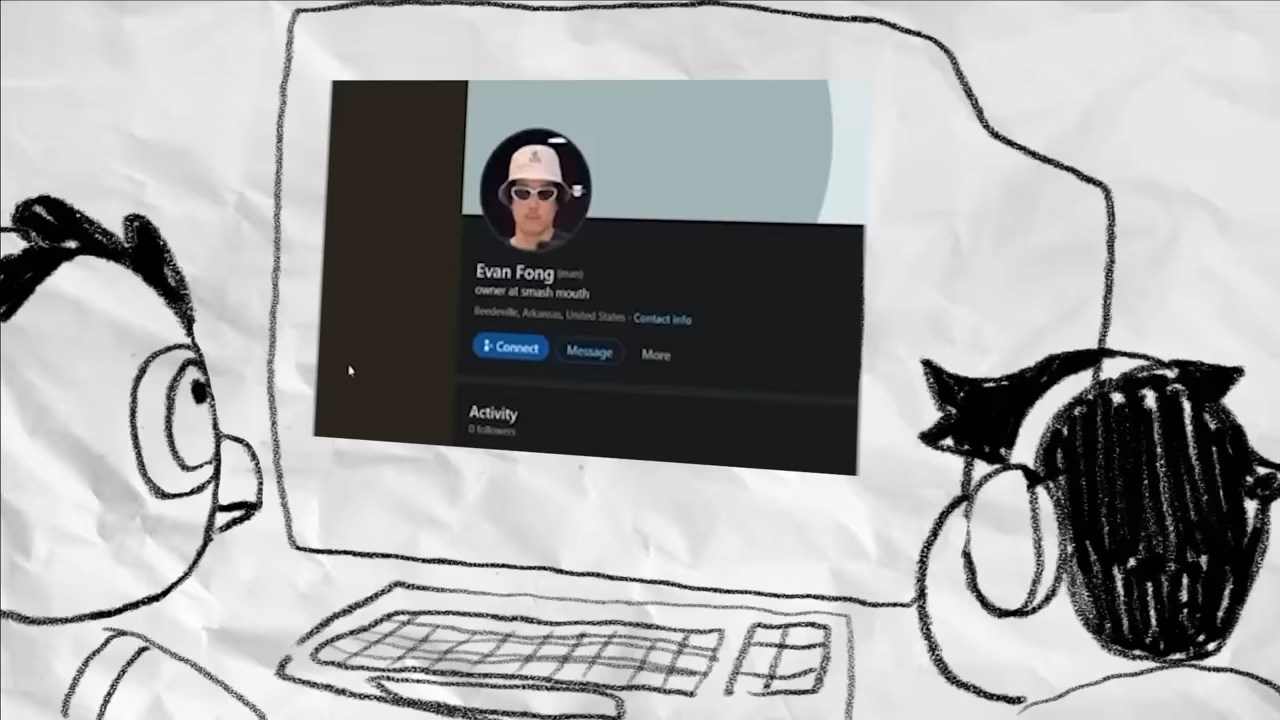 Evan Fong (man)
owner at smash mouth
Beedeville, Arkansas, United States · Contact info
Connect
Message
More
Activity
0 followers